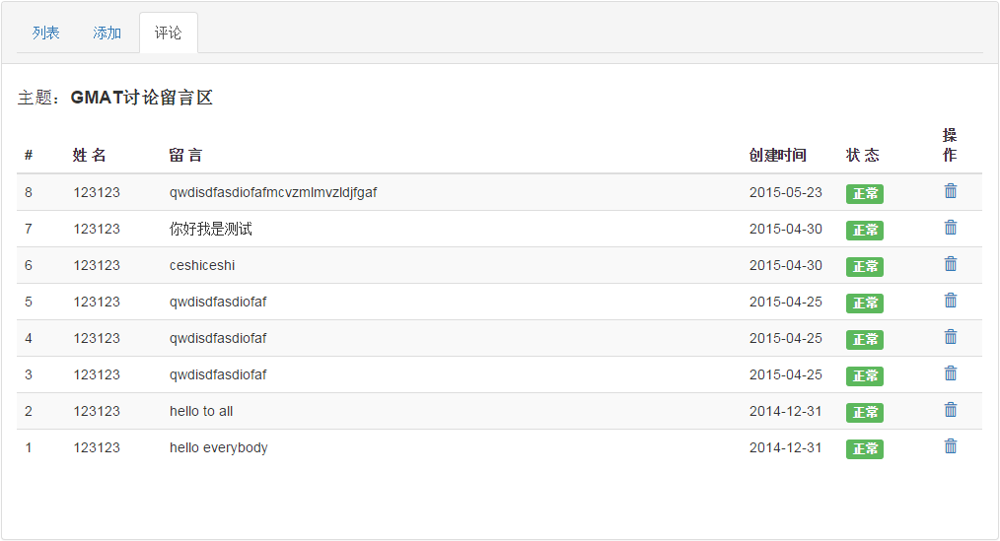 列表 添加 评论
主题：GMAT讨论留言区
# 姓 名 留 言 创建时间 状 态 操作
8 123123 qwdisdfasdiofafmcvzmlmvzldjfgaf 2015-05-23 正常
7 123123 你好我是测试 2015-04-30 正常
6 123123 ceshiceshi 2015-04-30 正常
5 123123 qwdisdfasdiofaf 2015-04-25 正常
4 123123 qwdisdfasdiofaf 2015-04-25 正常
3 123123 qwdisdfasdiofaf 2015-04-25 正常
2 123123 hello to all 2014-12-31 正常
1 123123 hello everybody 2014-12-31 正常